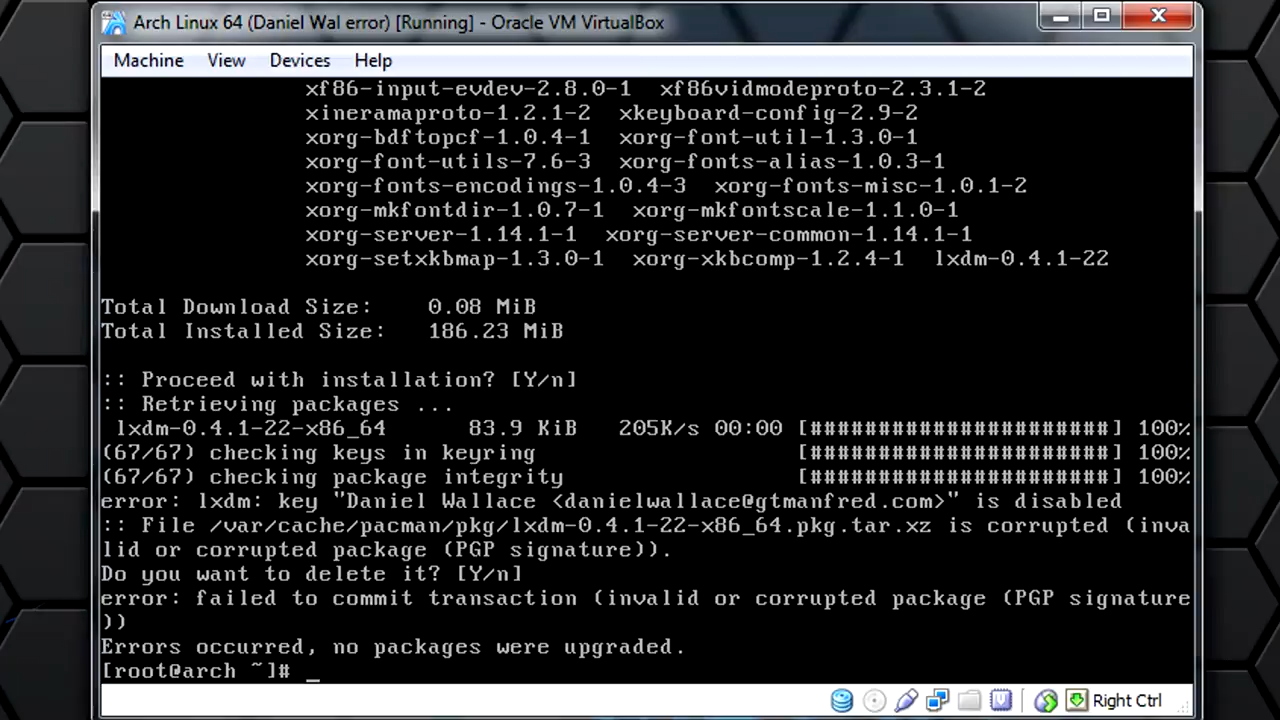 Arch Linux 64 (Daniel Wal error) [Running] - Oracle VM VirtualBox
Machine View Devices Help
xf86-input-evdev-2.8.0-1 xf86vidmodeproto-2.3.1-2
xineramaproto-1.2.1-2 xkeyboard-config-2.9-2
xorg-bdftopcf-1.0.4-1 xorg-font-util-1.3.0-1
xorg-font-utils-7.6-3 xorg-fonts-alias-1.0.3-1
xorg-fonts-encodings-1.0.4-3 xorg-fonts-misc-1.0.1-2
xorg-mkfontdir-1.0.7-1 xorg-mkfontscale-1.1.0-1
xorg-server-1.14.1-1 xorg-server-common-1.14.1-1
xorg-setxkbmap-1.3.0-1 xorg-xkbcomp-1.2.4-1 lxdm-0.4.1-22
Total Download Size: 0.08 MiB
Total Installed Size: 186.23 MiB
:: Proceed with installation? [Y/n]
:: Retrieving packages ...
lxdm-0.4.1-22-x86_64 83.9 KiB 205K/s 00:00 [######################] 100%
(67/67) checking keys in keyring [######################] 100%
(67/67) checking package integrity [######################] 100%
error: lxdm: key "Daniel Wallace <danielwallace@gtmanfred.com>" is disabled
:: File /var/cache/pacman/pkg/lxdm-0.4.1-22-x86_64.pkg.tar.xz is corrupted (inva
lid or corrupted package (PGP signature)).
Do you want to delete it? [Y/n]
error: failed to commit transaction (invalid or corrupted package (PGP signature
))
Errors occurred, no packages were upgraded.
[root@arch ~]# _
Right Ctrl